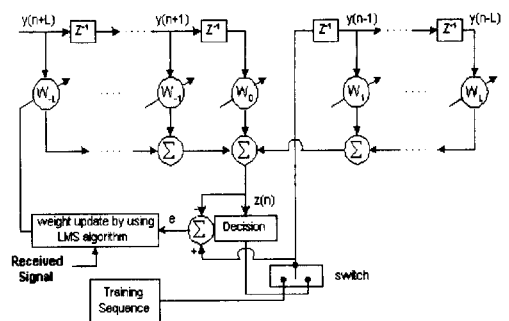 y(n+L) y(n+1) y(n-1) y(n-L)
Z⁻¹ Z⁻¹ Z⁻¹ Z⁻¹
W₋L W₋₁ W₀ W₁ W_L
Σ Σ Σ
z(n)
e - Σ Decision
+
weight update by using
LMS algorithm
Received
Signal
switch
Training
Sequence